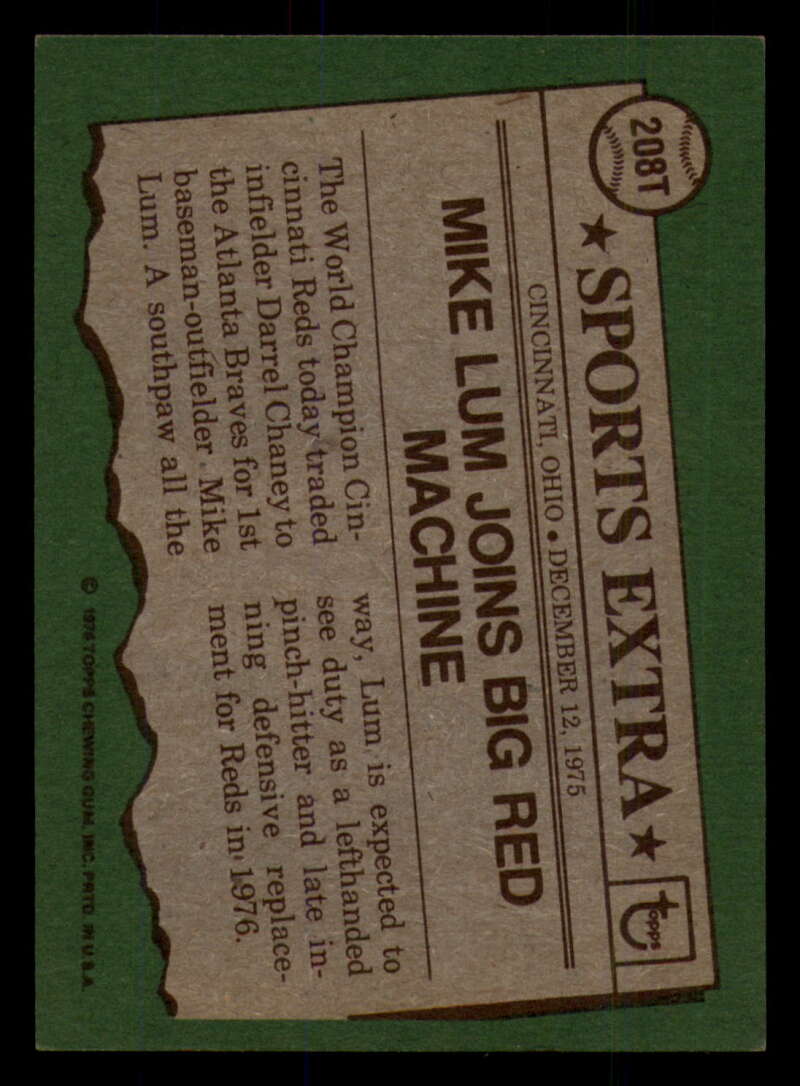 208T
★ SPORTS EXTRA ★
topps
CINCINNATI, OHIO • DECEMBER 12, 1975
MIKE LUM JOINS BIG RED
MACHINE
The World Champion Cin-
cinnati Reds today traded
infielder Darrel Chaney to
the Atlanta Braves for 1st
baseman-outfielder Mike
Lum. A southpaw all the
way, Lum is expected to
see duty as a lefthanded
pinch-hitter and late in-
ning defensive replace-
ment for Reds in 1976.
© 1976 TOPPS CHEWING GUM, INC. PRTD. IN U.S.A.